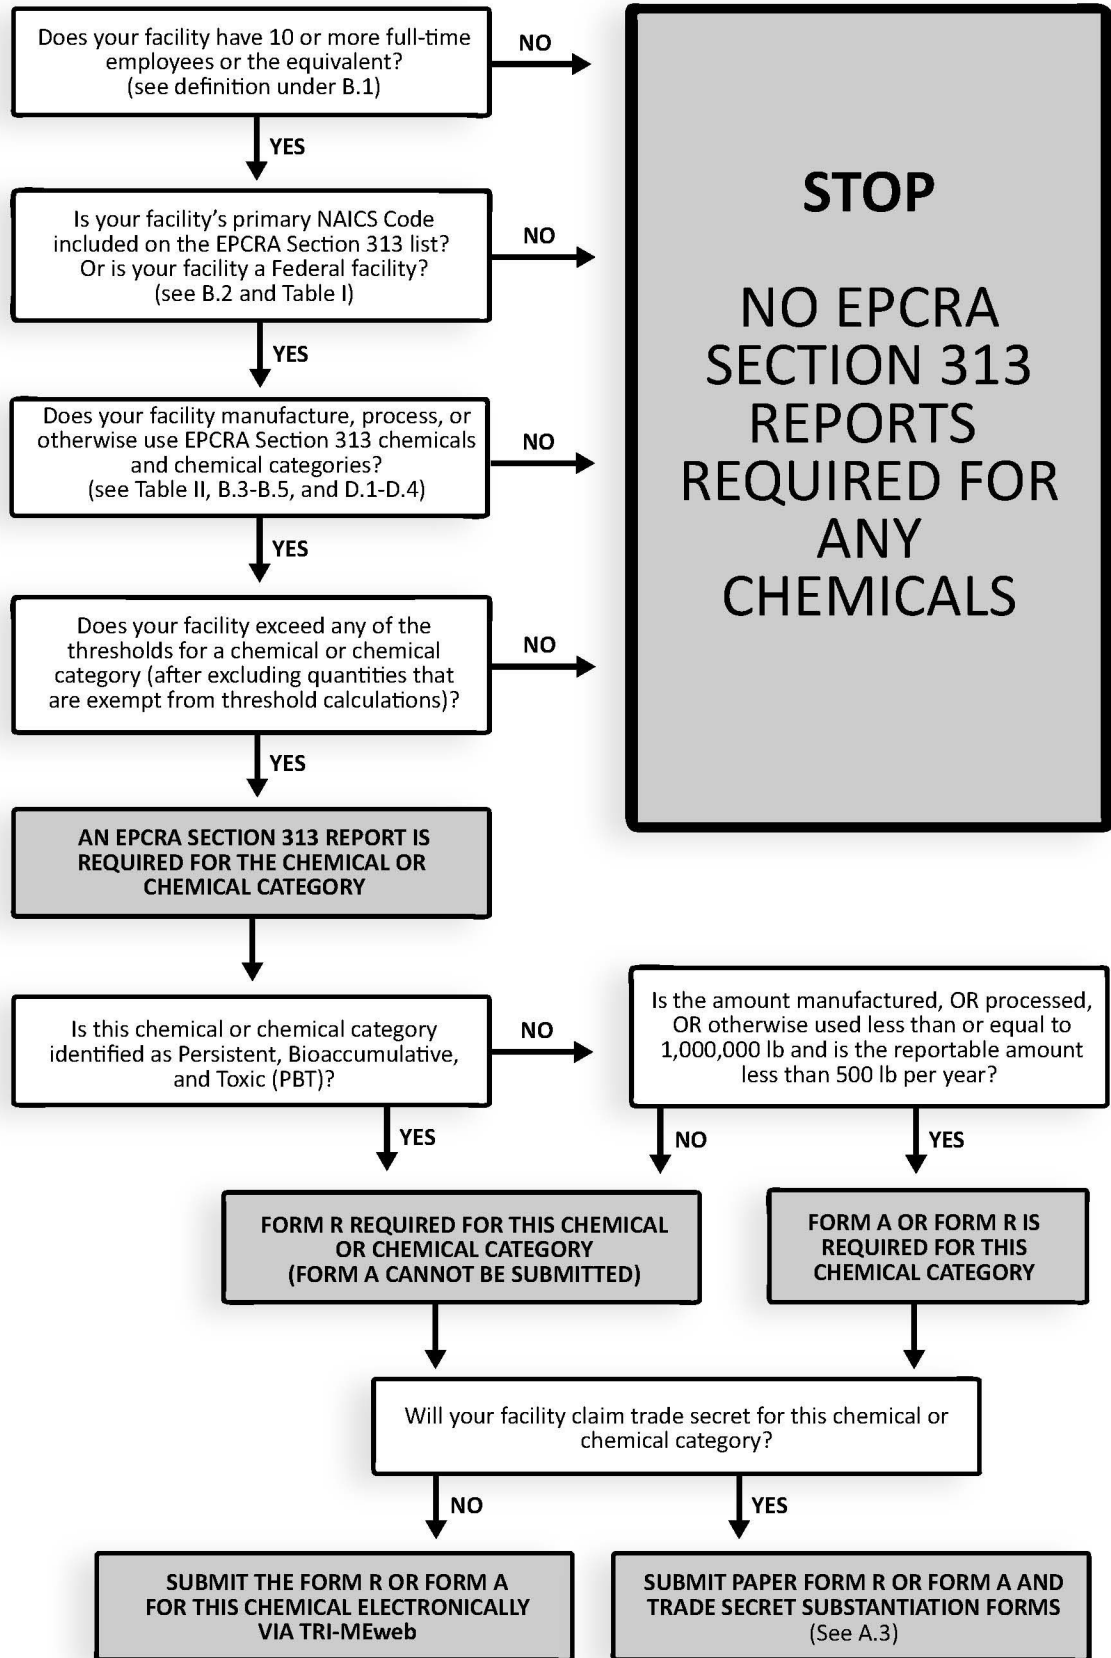 Does your facility have 10 or more full-time
employees or the equivalent?
(see definition under B.1)
NO
YES
Is your facility’s primary NAICS Code
included on the EPCRA Section 313 list?
Or is your facility a Federal facility?
(see B.2 and Table I)
NO
YES
Does your facility manufacture, process, or
otherwise use EPCRA Section 313 chemicals
and chemical categories?
(see Table II, B.3-B.5, and D.1-D.4)
NO
YES
Does your facility exceed any of the
thresholds for a chemical or chemical
category (after excluding quantities that
are exempt from threshold calculations)?
NO
YES
STOP
NO EPCRA
SECTION 313
REPORTS
REQUIRED FOR
ANY
CHEMICALS
AN EPCRA SECTION 313 REPORT IS
REQUIRED FOR THE CHEMICAL OR
CHEMICAL CATEGORY
Is this chemical or chemical category
identified as Persistent, Bioaccumulative,
and Toxic (PBT)?
NO
YES
Is the amount manufactured, OR processed,
OR otherwise used less than or equal to
1,000,000 lb and is the reportable amount
less than 500 lb per year?
NO
YES
FORM R REQUIRED FOR THIS CHEMICAL
OR CHEMICAL CATEGORY
(FORM A CANNOT BE SUBMITTED)
FORM A OR FORM R IS
REQUIRED FOR THIS
CHEMICAL CATEGORY
Will your facility claim trade secret for this chemical or
chemical category?
NO
YES
SUBMIT THE FORM R OR FORM A
FOR THIS CHEMICAL ELECTRONICALLY
VIA TRI-MEweb
SUBMIT PAPER FORM R OR FORM A AND
TRADE SECRET SUBSTANTIATION FORMS
(See A.3)